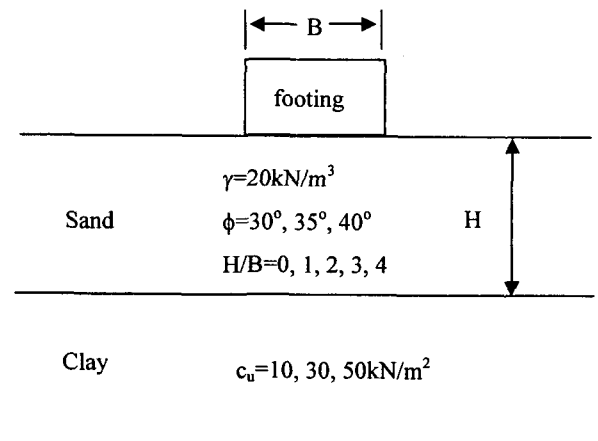 B
footing
γ=20kN/m³
Sand
ϕ=30°, 35°, 40°
H
H/B=0, 1, 2, 3, 4
Clay
cᵤ=10, 30, 50kN/m²